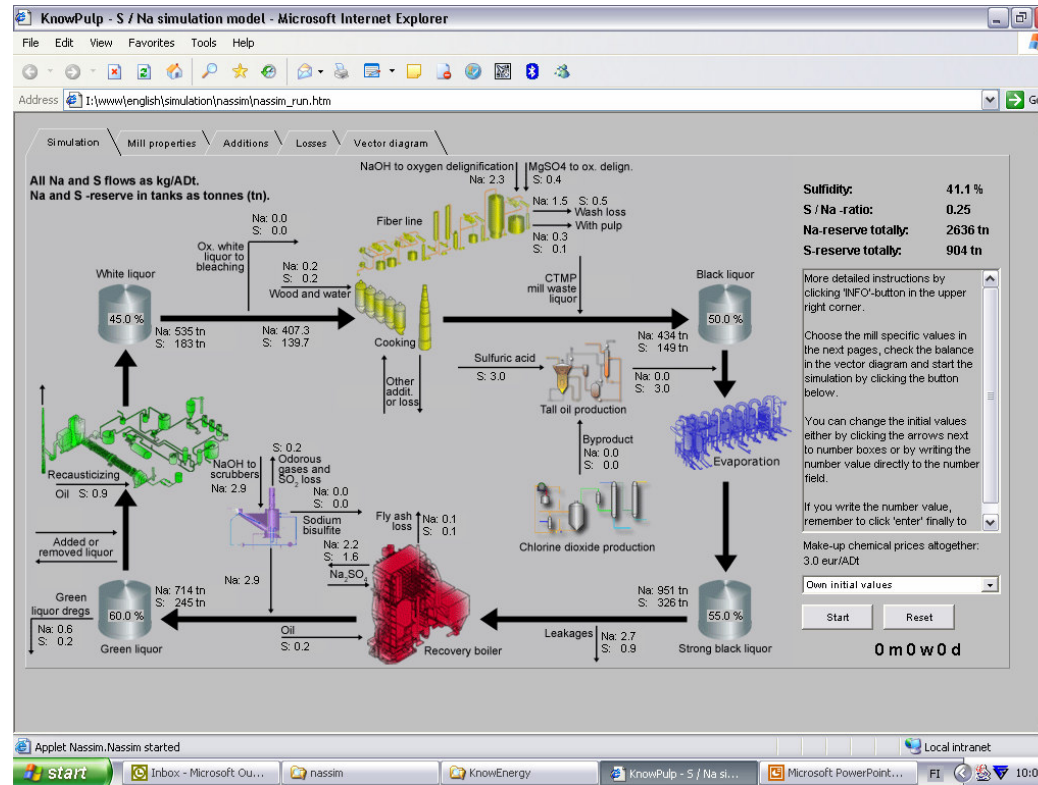 KnowPulp - S / Na simulation model - Microsoft Internet Explorer
File Edit View Favorites Tools Help
Address I:\www\english\simulation\nassim\nassim_run.htm
Simulation Mill properties Additions Losses Vector diagram
All Na and S flows as kg/ADt.
Na and S -reserve in tanks as tonnes (tn).
NaOH to oxygen delignification
Na: 2.3
MgSO4 to ox. delign.
S: 0.4
Na: 1.5 S: 0.5
Wash loss
With pulp
Na: 0.3
S: 0.1
Fiber line
Na: 0.0
S: 0.0
Ox. white
liquor to
bleaching
Na: 0.2
S: 0.2
Wood and water
White liquor
45.0 %
Na: 535 tn
S: 183 tn
Na: 407.3
S: 139.7
Cooking
CTMP
mill waste
liquor
Black liquor
50.0 %
Na: 434 tn
S: 149 tn
Sulfuric acid
S: 3.0
Tall oil production
Na: 0.0
S: 3.0
Other
addit.
or loss
Byproduct
Na: 0.0
S: 0.0
Evaporation
Chlorine dioxide production
Recausticizing
Oil S: 0.9
NaOH to
scrubbers
Na: 2.9
S: 0.2
Odorous
gases and
SO2 loss
Na: 0.0
S: 0.0
Sodium
bisulfite
Fly ash
loss
Na: 0.1
S: 0.1
Na: 2.2
S: 1.6
Na2SO4
Na: 2.9
Added or
removed liquor
Green
liquor dregs
Na: 0.6
S: 0.2
Na: 714 tn
S: 245 tn
60.0 %
Green liquor
Oil
S: 0.2
Recovery boiler
Leakages
Na: 2.7
S: 0.9
Na: 951 tn
S: 326 tn
55.0 %
Strong black liquor
Sulfidity: 41.1 %
S / Na -ratio: 0.25
Na-reserve totally: 2636 tn
S-reserve totally: 904 tn
More detailed instructions by
clicking 'INFO'-button in the upper
right corner.
Choose the mill specific values in
the next pages, check the balance
in the vector diagram and start the
simulation by clicking the button
below.
You can change the initial values
either by clicking the arrows next
to number boxes or by writing the
number value directly to the number
field.
If you write the number value,
remember to click 'enter' finally to
Make-up chemical prices altogether:
3.0 eur/ADt
Own initial values
Start Reset
0 m 0 w 0 d
Applet Nassim.Nassim started
Local intranet
start Inbox - Microsoft Ou... nassim KnowEnergy KnowPulp - S / Na si... Microsoft PowerPoint... FI 10:0